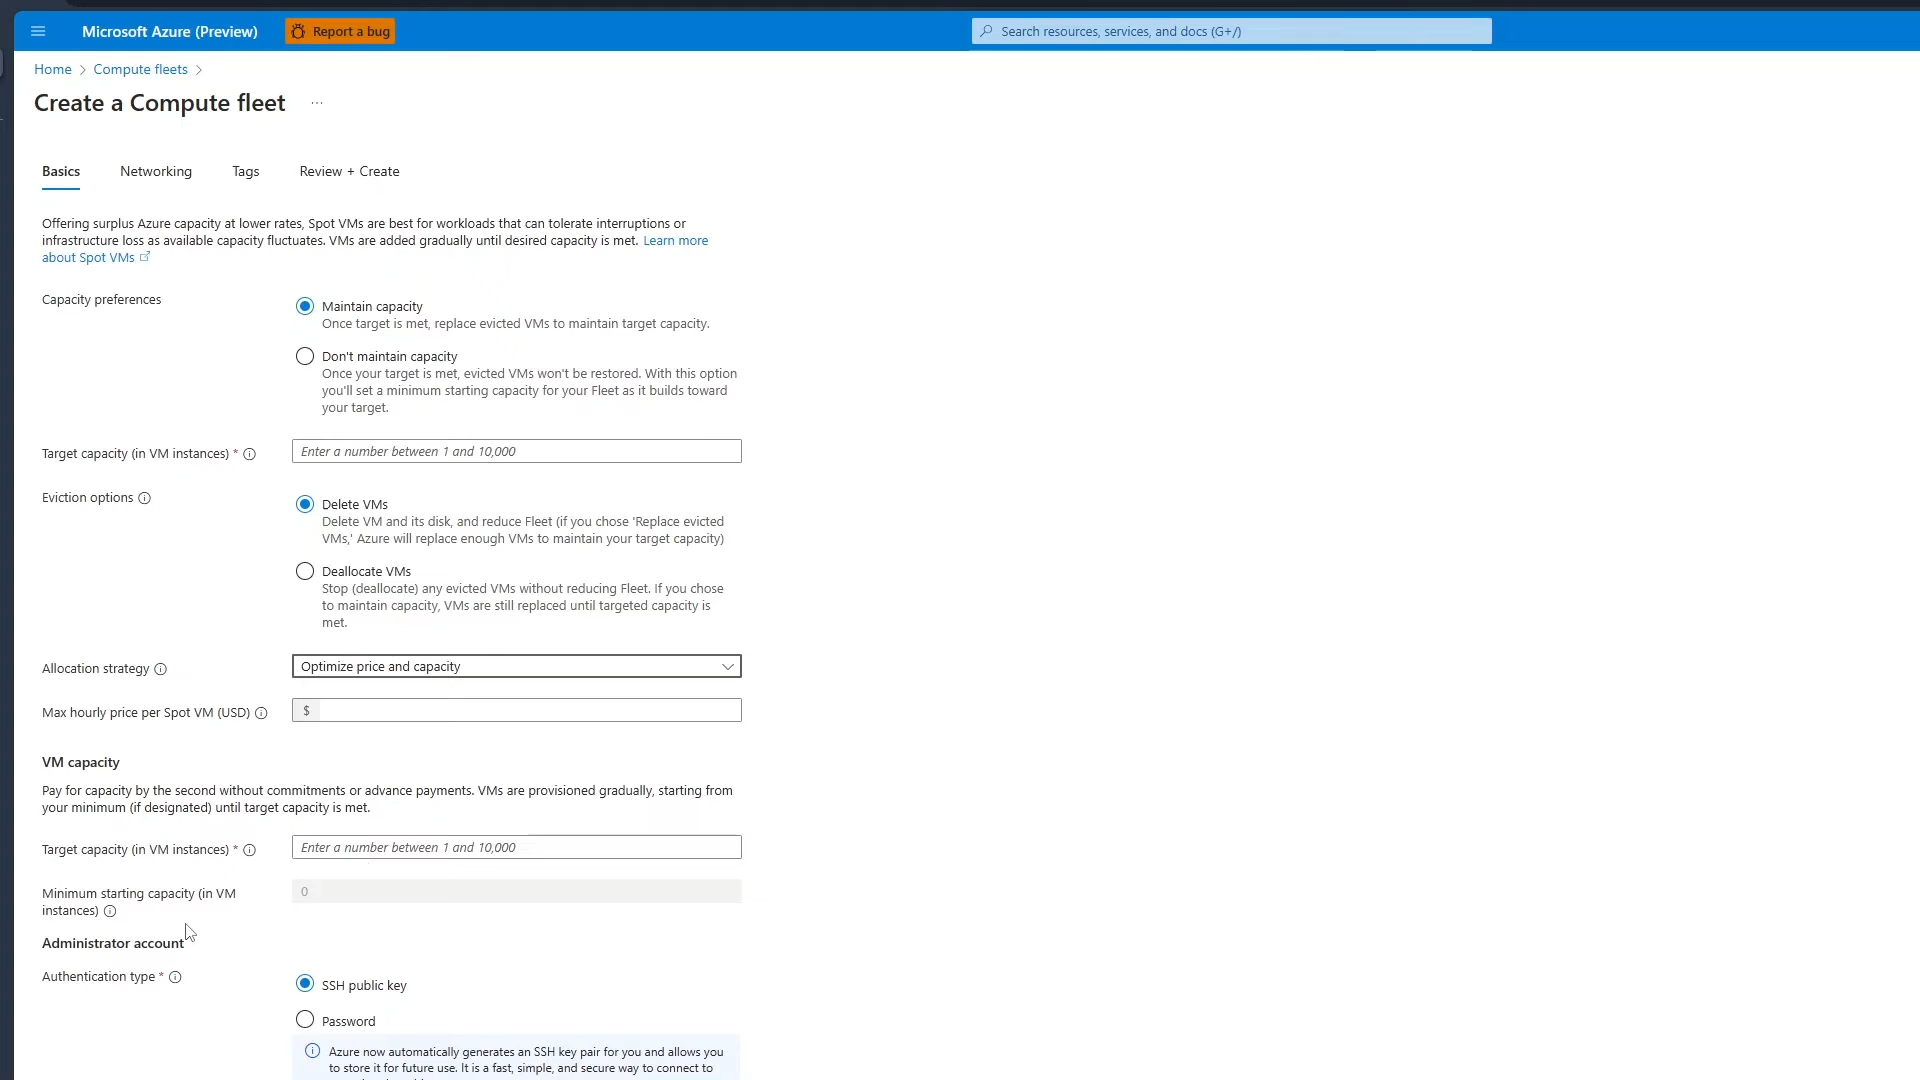 Microsoft Azure (Preview)
Report a bug
Search resources, services, and docs (G+/)
Home > Compute fleets >
Create a Compute fleet ...
Basics
Networking
Tags
Review + Create
Offering surplus Azure capacity at lower rates, Spot VMs are best for workloads that can tolerate interruptions or
infrastructure loss as available capacity fluctuates. VMs are added gradually until desired capacity is met. Learn more
about Spot VMs
Capacity preferences
Maintain capacity
Once target is met, replace evicted VMs to maintain target capacity.
Don't maintain capacity
Once your target is met, evicted VMs won't be restored. With this option
you'll set a minimum starting capacity for your Fleet as it builds toward
your target.
Target capacity (in VM instances) *
Enter a number between 1 and 10,000
Eviction options
Delete VMs
Delete VM and its disk, and reduce Fleet (if you chose 'Replace evicted
VMs,' Azure will replace enough VMs to maintain your target capacity)
Deallocate VMs
Stop (deallocate) any evicted VMs without reducing Fleet. If you chose
to maintain capacity, VMs are still replaced until targeted capacity is
met.
Allocation strategy
Optimize price and capacity
Max hourly price per Spot VM (USD)
$
VM capacity
Pay for capacity by the second without commitments or advance payments. VMs are provisioned gradually, starting from
your minimum (if designated) until target capacity is met.
Target capacity (in VM instances) *
Enter a number between 1 and 10,000
Minimum starting capacity (in VM
instances)
0
Administrator account
Authentication type *
SSH public key
Password
Azure now automatically generates an SSH key pair for you and allows you
to store it for future use. It is a fast, simple, and secure way to connect to